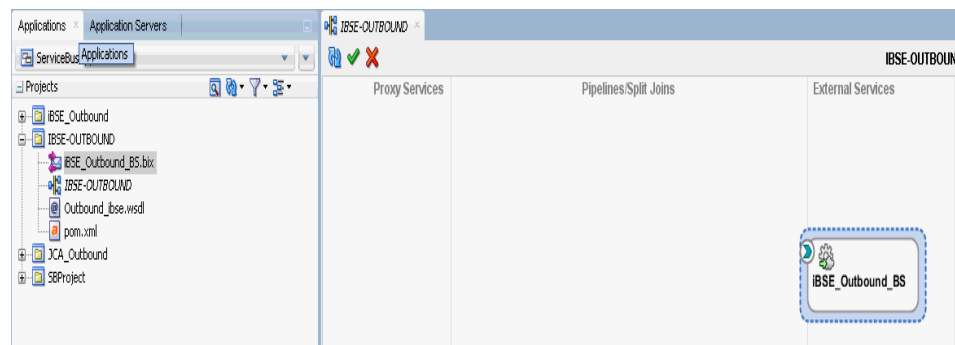 Applications × Application Servers
ServiceBus
Applications
Projects
iBSE_Outbound
IBSE-OUTBOUND
iBSE_Outbound_BS.bix
IBSE-OUTBOUND
Outbound_ibse.wsdl
pom.xml
JCA_Outbound
SBProject
IBSE-OUTBOUND ×
IBSE-OUTBOUN
Proxy Services
Pipelines/Split Joins
External Services
iBSE_Outbound_BS